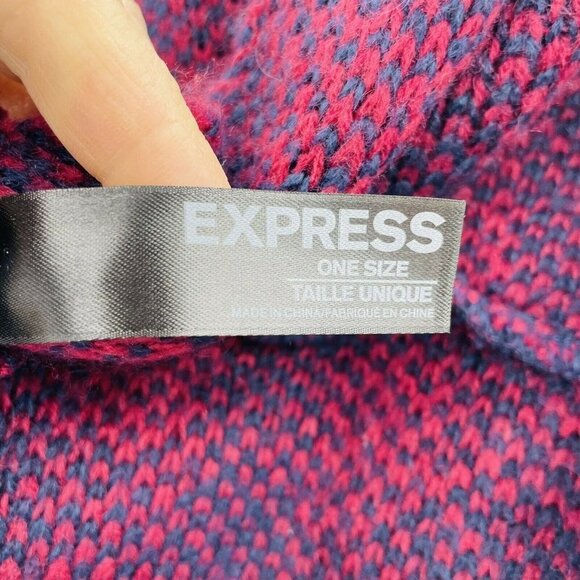 EXPRESS
ONE SIZE
TAILLE UNIQUE
MADE IN CHINA/FABRIQUÉ EN CHINE